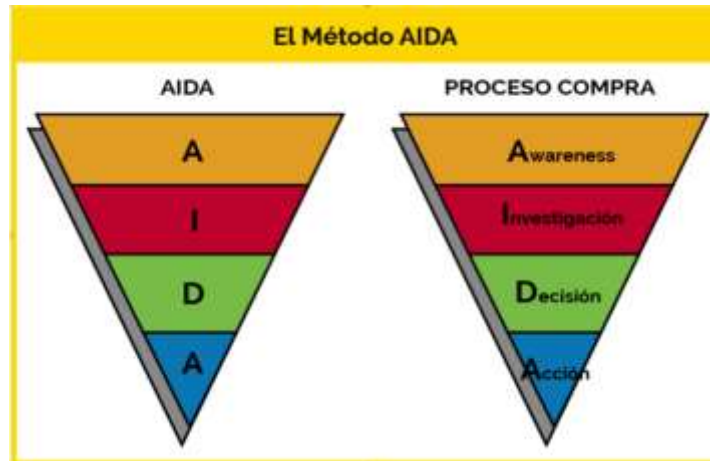 El Método AIDA
AIDA
A
I
D
A
PROCESO COMPRA
Awareness
Investigación
Decisión
Acción